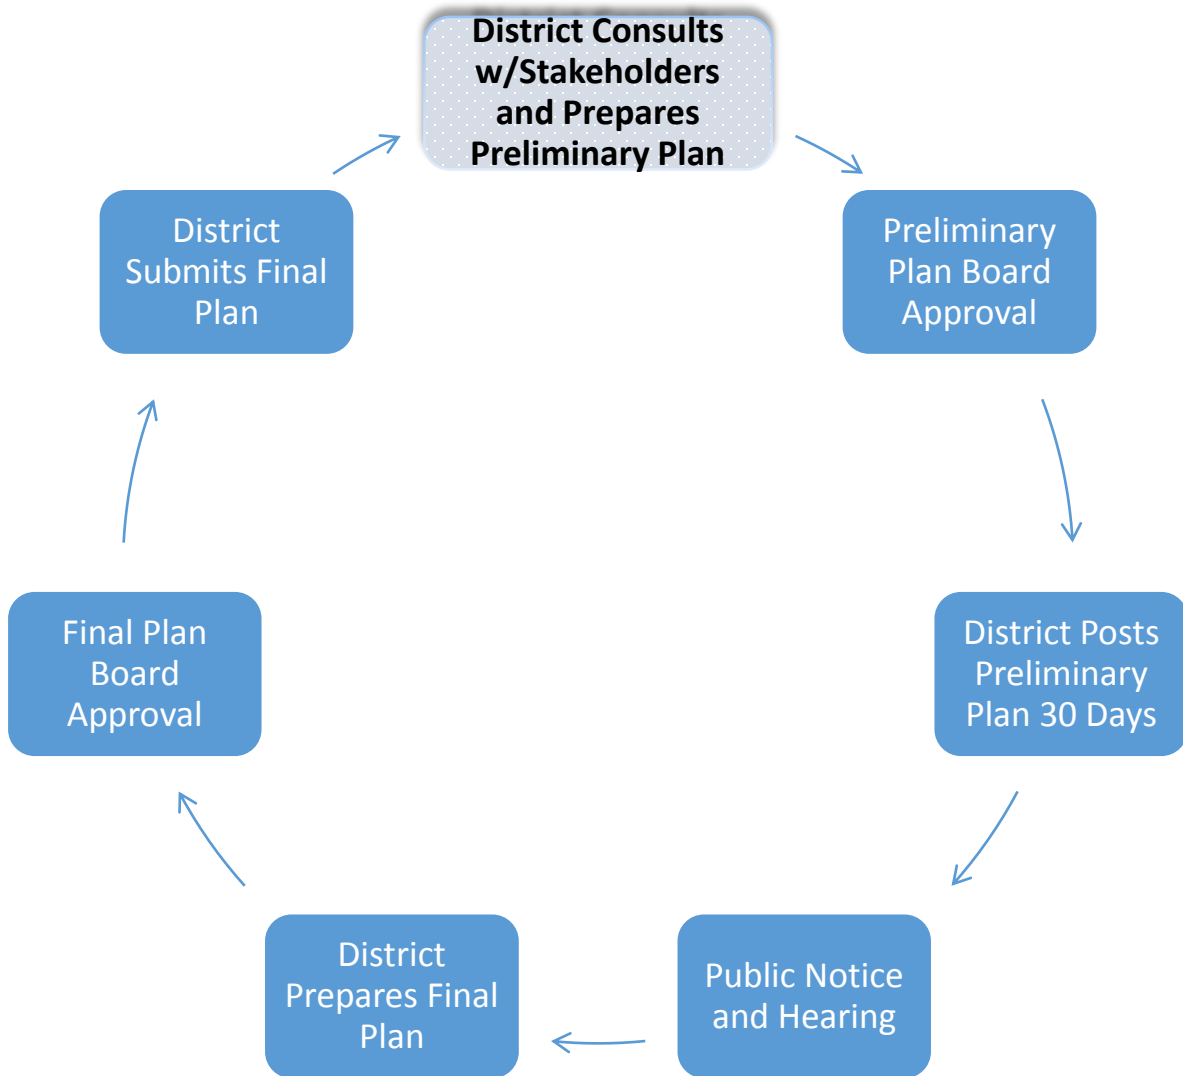 District Consults
w/Stakeholders
and Prepares
Preliminary Plan
Preliminary
Plan Board
Approval
District Posts
Preliminary
Plan 30 Days
Public Notice
and Hearing
District
Prepares Final
Plan
Final Plan
Board
Approval
District
Submits Final
Plan